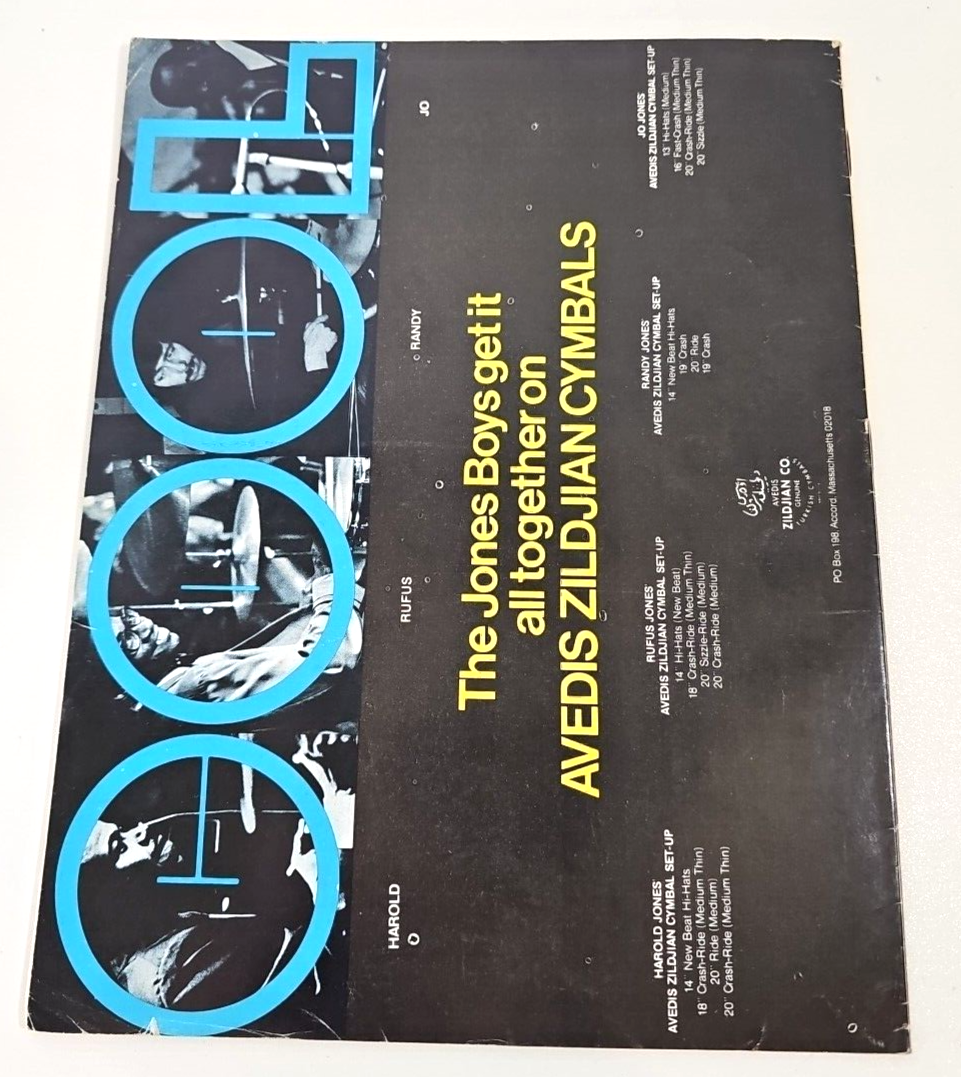 HAROLD
RUFUS
RANDY
JO
The Jones Boys get it
all together on
AVEDIS ZILDJIAN CYMBALS
HAROLD JONES'
AVEDIS ZILDJIAN CYMBAL SET-UP
14" New Beat Hi-Hats
18" Crash-Ride (Medium Thin)
20" Ride (Medium)
20" Crash-Ride (Medium Thin)
RUFUS JONES'
AVEDIS ZILDJIAN CYMBAL SET-UP
14" Hi-Hats (New Beat)
18" Crash-Ride (Medium Thin)
20" Sizzle-Ride (Medium)
20" Crash-Ride (Medium)
RANDY JONES'
AVEDIS ZILDJIAN CYMBAL SET-UP
14" New Beat Hi-Hats
19" Crash
20" Ride
19" Crash
JO JONES'
AVEDIS ZILDJIAN CYMBAL SET-UP
13" Hi-Hats (Medium)
16" Fast-Crash (Medium Thin)
20" Crash-Ride (Medium Thin)
20" Sizzle (Medium Thin)
AVEDIS
ZILDJIAN CO.
GENUINE
TURKISH CYMBALS
PO Box 198, Accord, Massachusetts 02018